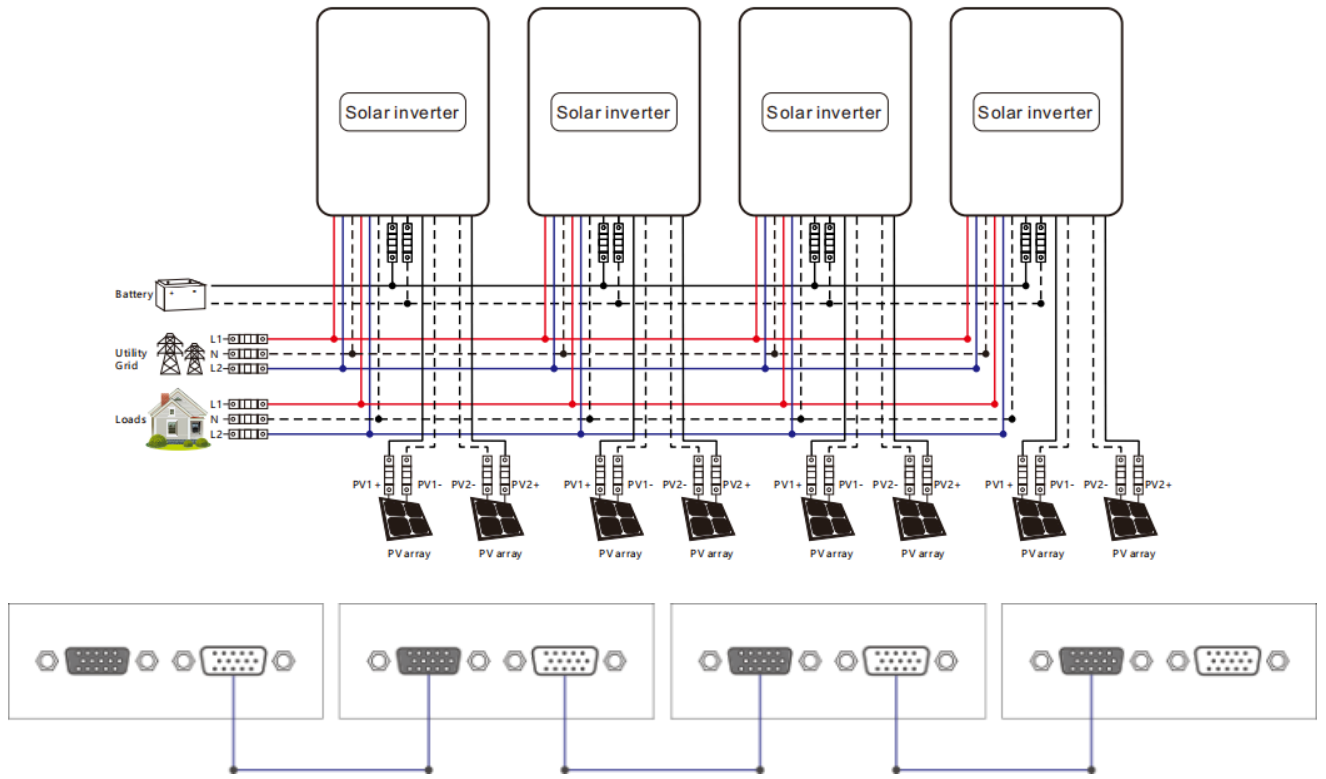 Solar inverter
Solar inverter
Solar inverter
Solar inverter
Battery
+ -
Utility
Grid
L1
N
L2
Loads
L1
N
L2
PV1+ PV1- PV2- PV2+ PV1+ PV1- PV2- PV2+ PV1+ PV1- PV2- PV2+ PV1+ PV1- PV2- PV2+
PV array PV array PV array PV array PV array PV array PV array PV array